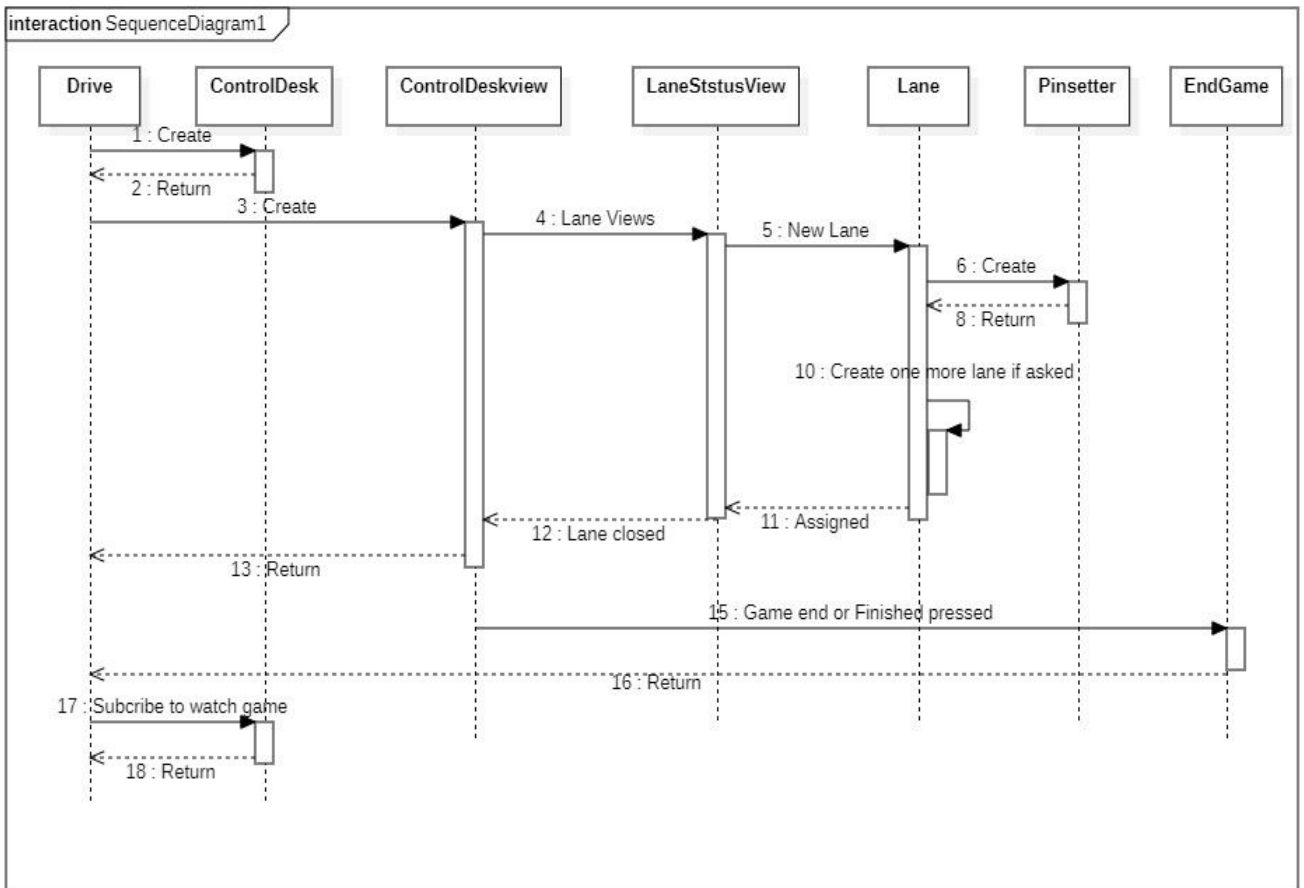 interaction SequenceDiagram1
Drive
ControlDesk
ControlDeskview
LaneStstusView
Lane
Pinsetter
EndGame
1 : Create
2 : Return
3 : Create
4 : Lane Views
5 : New Lane
6 : Create
8 : Return
10 : Create one more lane if asked
11 : Assigned
12 : Lane closed
13 : Return
15 : Game end or Finished pressed
16 : Return
17 : Subcribe to watch game
18 : Return